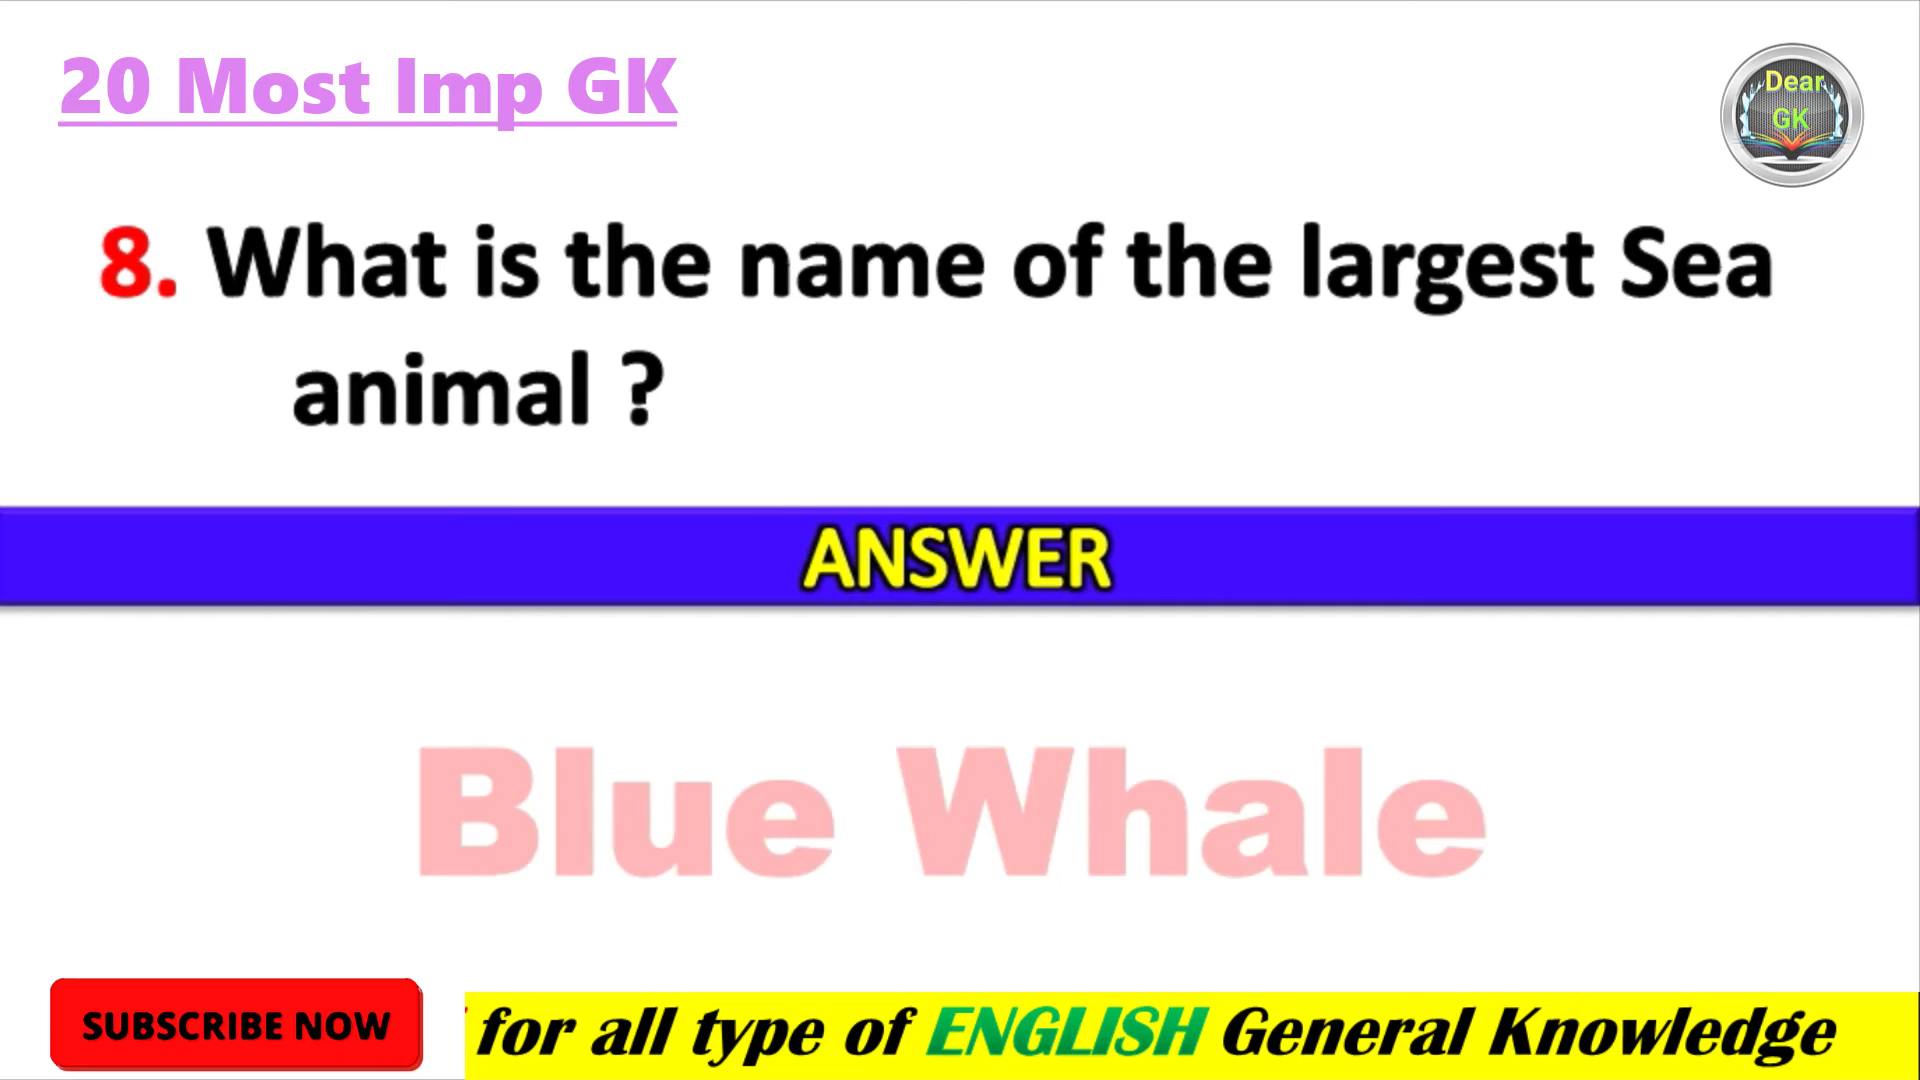 20 Most Imp GK
Dear
GK
8. What is the name of the largest Sea
animal ?
ANSWER
Blue Whale
SUBSCRIBE NOW
for all type of ENGLISH General Knowledge